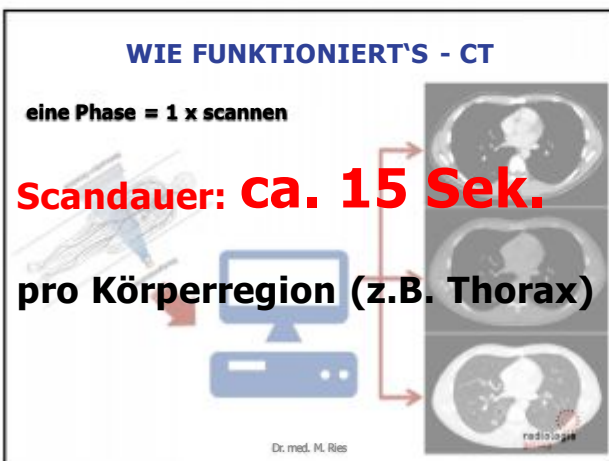 WIE FUNKTIONIERT'S - CT
eine Phase = 1 x scannen
Scandauer: ca. 15 Sek.
pro Körperregion (z.B. Thorax)
radiologie
Dr. med. M. Ries